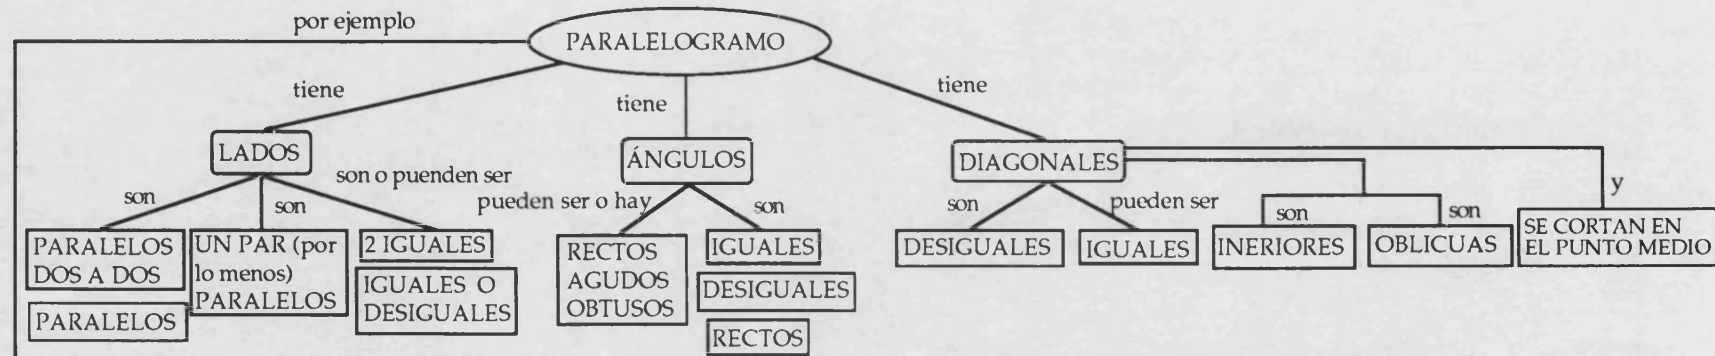 por ejemplo
PARALELOGRAMO
tiene
tiene
tiene
LADOS
ÁNGULOS
DIAGONALES
son
son
son o puenden ser
pueden ser o hay
son
son
pueden ser
son
son
y
PARALELOS
DOS A DOS
PARALELOS
UN PAR (por
lo menos)
PARALELOS
2 IGUALES
IGUALES O
DESIGUALES
RECTOS
AGUDOS
OBTUSOS
IGUALES
DESIGUALES
RECTOS
DESIGUALES
IGUALES
INERIORES
OBLICUAS
SE CORTAN EN
EL PUNTO MEDIO